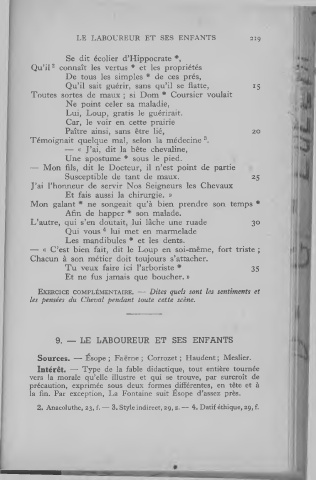 LE LABOUREUR ET SES ENFANTS 219
Se dit écolier d'Hippocrate *,
Qu'il ² connaît les vertus * et les propriétés
De tous les simples * de ces prés,
Qu'il sait guérir, sans qu'il se flatte, 15
Toutes sortes de maux ; si Dom * Coursier voulait
Ne point celer sa maladie,
Lui, Loup, gratis le guérirait.
Car, le voir en cette prairie
Paître ainsi, sans être lié, 20
Témoignait quelque mal, selon la médecine ³.
— « J'ai, dit la bête chevaline,
Une apostume * sous le pied.
— Mon fils, dit le Docteur, il n'est point de partie
Susceptible de tant de maux. 25
J'ai l'honneur de servir Nos Seigneurs les Chevaux
Et fais aussi la chirurgie. »
Mon galant * ne songeait qu'à bien prendre son temps *
Afin de happer * son malade.
L'autre, qui s'en doutait, lui lâche une ruade 30
Qui vous ⁴ lui met en marmelade
Les mandibules * et les dents.
— « C'est bien fait, dit le Loup en soi-même, fort triste ;
Chacun à son métier doit toujours s'attacher.
Tu veux faire ici l'arboriste * 35
Et ne fus jamais que boucher. »
EXERCICE COMPLÉMENTAIRE. — Dites quels sont les sentiments et
les pensées du Cheval pendant toute cette scène.
9. — LE LABOUREUR ET SES ENFANTS
Sources. — Ésope ; Faërne ; Corrozet ; Haudent ; Meslier.
Intérêt. — Type de la fable didactique, tout entière tournée
vers la morale qu'elle illustre et qui se trouve, par surcroît de
précaution, exprimée sous deux formes différentes, en tête et à
la fin. Par exception, La Fontaine suit Ésope d'assez près.
2. Anacoluthe, 25, f. — 3. Style indirect, 29, 2. — 4. Datif éthique, 29, f.